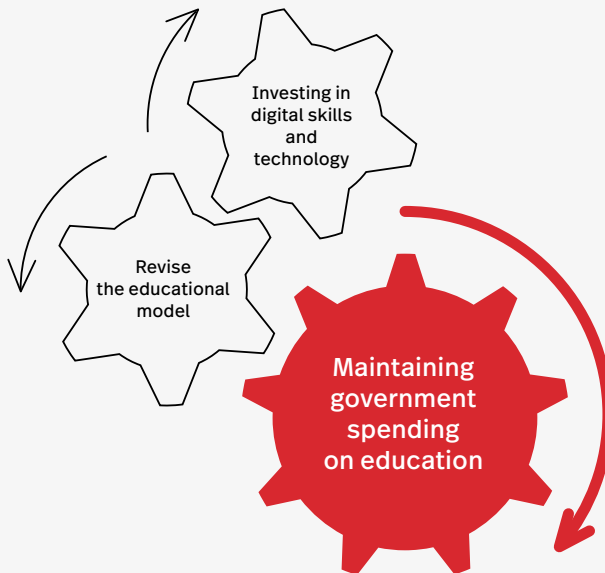 Investing in
digital skills
and
technology
Revise
the educational
model
Maintaining
government
spending
on education